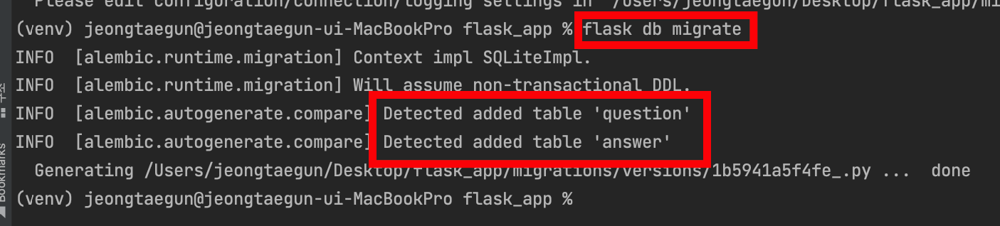 Please edit configuration/connection/logging settings in '/Users/jeongtaegun/Desktop/flask_app/mi
(venv) jeongtaegun@jeongtaegun-ui-MacBookPro flask_app % flask db migrate
INFO  [alembic.runtime.migration] Context impl SQLiteImpl.
INFO  [alembic.runtime.migration] Will assume non-transactional DDL.
INFO  [alembic.autogenerate.compare] Detected added table 'question'
INFO  [alembic.autogenerate.compare] Detected added table 'answer'
Generating /Users/jeongtaegun/Desktop/flask_app/migrations/versions/1b5941a5f4fe_.py ...  done
(venv) jeongtaegun@jeongtaegun-ui-MacBookPro flask_app %
구조
Bookmarks